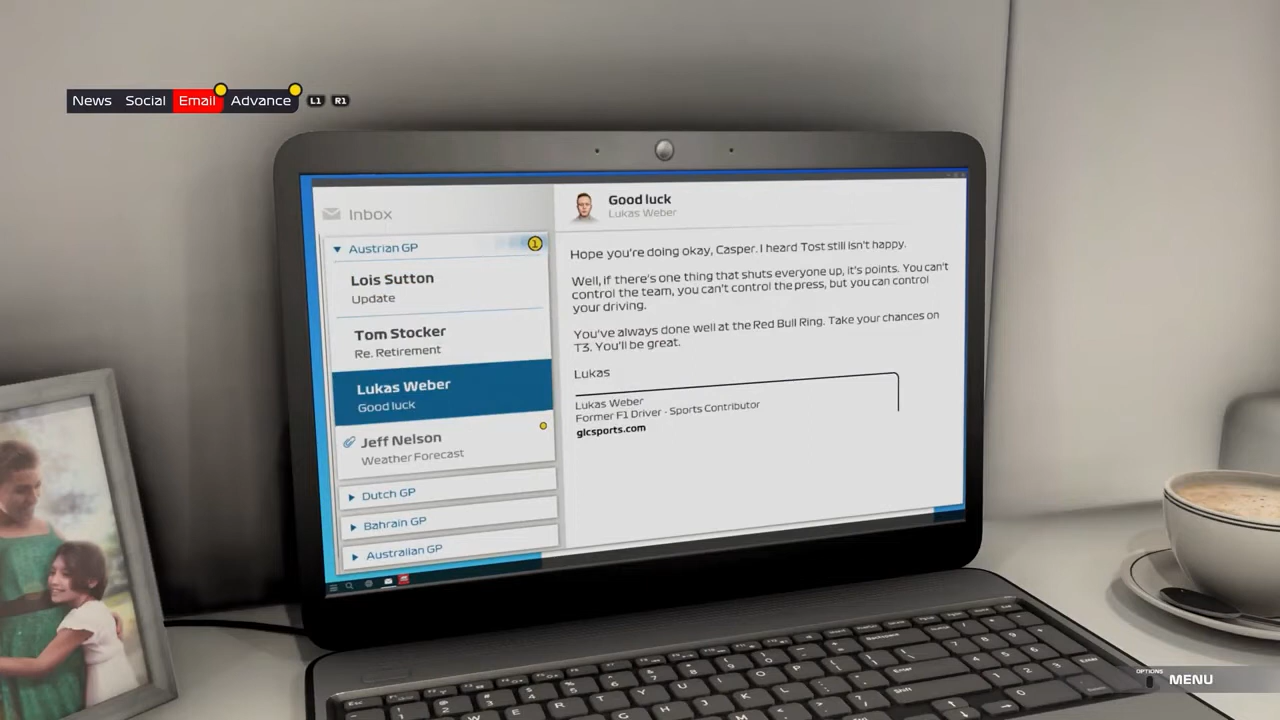 News Social Email Advance L1 R1
Inbox
Austrian GP 1
Lois Sutton
Update
Tom Stocker
Re. Retirement
Lukas Weber
Good luck
Jeff Nelson
Weather Forecast
Dutch GP
Bahrain GP
Australian GP
Good luck
Lukas Weber
Hope you're doing okay, Casper. I heard Tost still isn't happy.
Well, if there's one thing that shuts everyone up, it's points. You can't
control the team, you can't control the press, but you can control
your driving.
You've always done well at the Red Bull Ring. Take your chances on
T3. You'll be great.
Lukas
Lukas Weber
Former F1 Driver - Sports Contributor
glcsports.com
OPTIONS
MENU